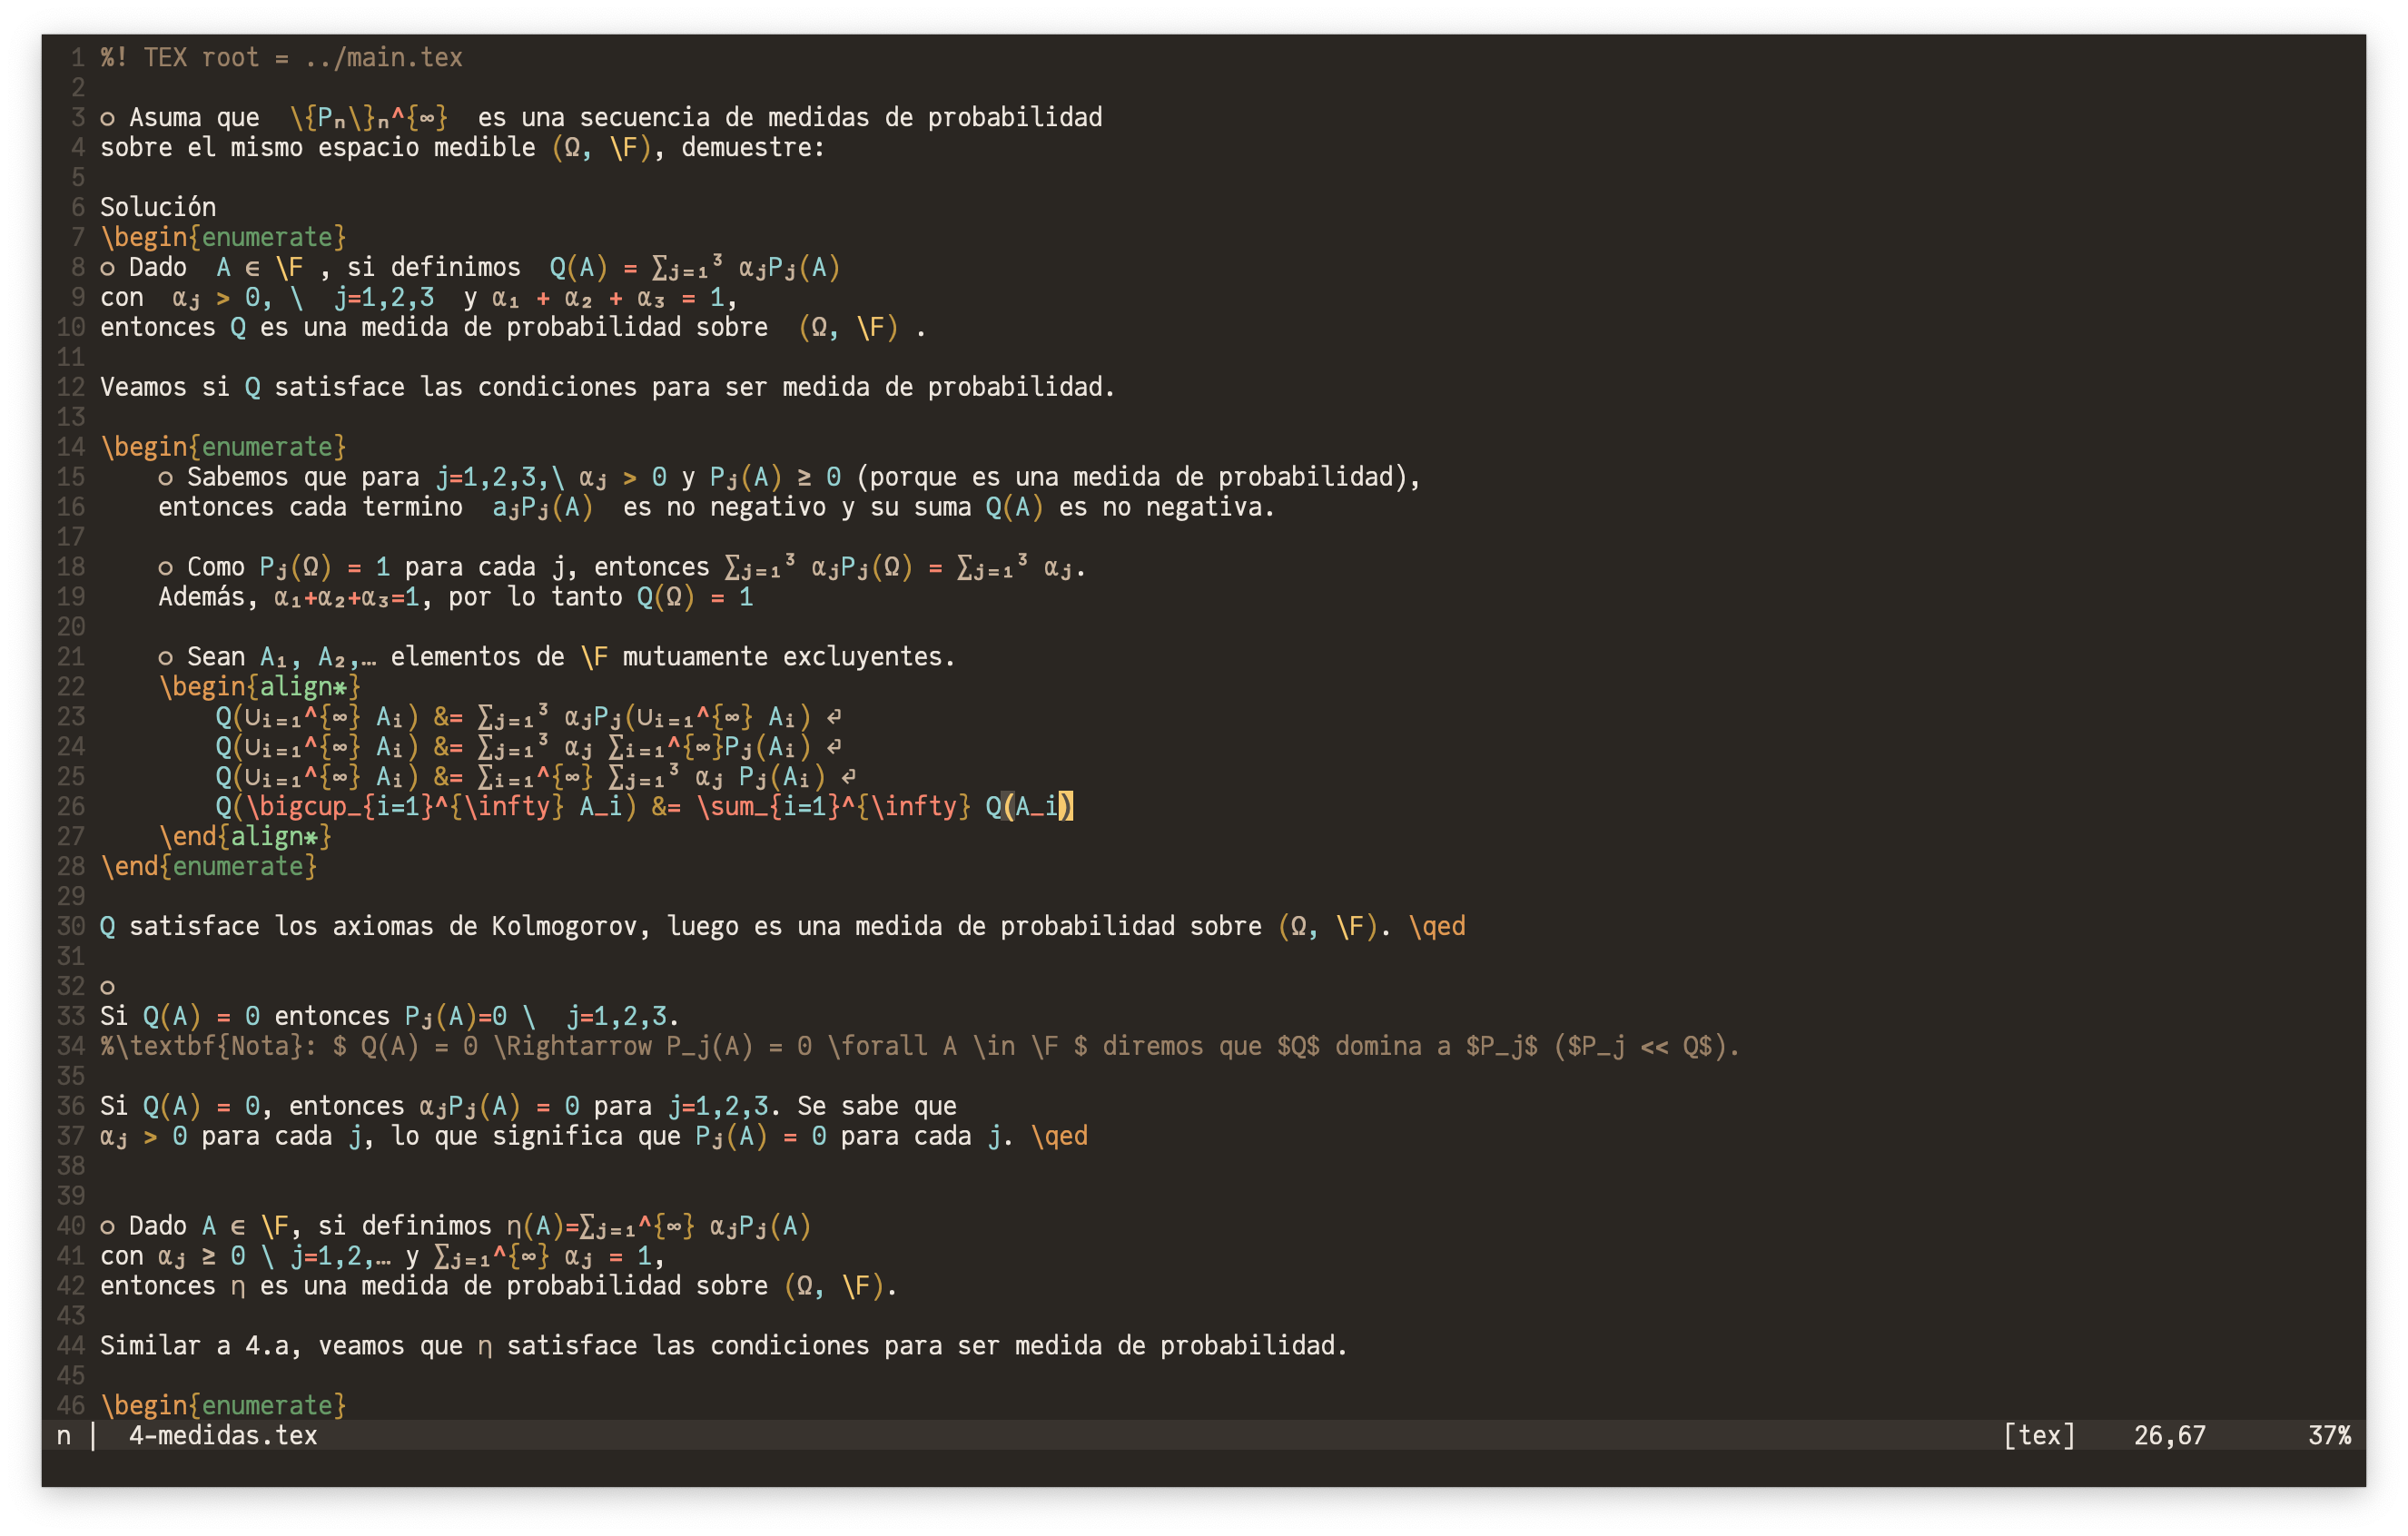 1 %! TEX root = ../main.tex
2
3 ○ Asuma que  \{Pₙ\}ₙ^{∞}  es una secuencia de medidas de probabilidad
4 sobre el mismo espacio medible (Ω, \F), demuestre:
5
6 Solución
7 \begin{enumerate}
8 ○ Dado  A ∈ \F , si definimos  Q(A) = ∑ⱼ₌₁³ αⱼPⱼ(A)
9 con  αⱼ > 0, \  j=1,2,3  y α₁ + α₂ + α₃ = 1,
10 entonces Q es una medida de probabilidad sobre  (Ω, \F) .
11
12 Veamos si Q satisface las condiciones para ser medida de probabilidad.
13
14 \begin{enumerate}
15     ○ Sabemos que para j=1,2,3,\ αⱼ > 0 y Pⱼ(A) ≥ 0 (porque es una medida de probabilidad),
16     entonces cada termino  aⱼPⱼ(A)  es no negativo y su suma Q(A) es no negativa.
17
18     ○ Como Pⱼ(Ω) = 1 para cada j, entonces ∑ⱼ₌₁³ αⱼPⱼ(Ω) = ∑ⱼ₌₁³ αⱼ.
19     Además, α₁+α₂+α₃=1, por lo tanto Q(Ω) = 1
20
21     ○ Sean A₁, A₂,… elementos de \F mutuamente excluyentes.
22     \begin{align*}
23         Q(∪ᵢ₌₁^{∞} Aᵢ) &= ∑ⱼ₌₁³ αⱼPⱼ(∪ᵢ₌₁^{∞} Aᵢ) ⏎
24         Q(∪ᵢ₌₁^{∞} Aᵢ) &= ∑ⱼ₌₁³ αⱼ ∑ᵢ₌₁^{∞}Pⱼ(Aᵢ) ⏎
25         Q(∪ᵢ₌₁^{∞} Aᵢ) &= ∑ᵢ₌₁^{∞} ∑ⱼ₌₁³ αⱼ Pⱼ(Aᵢ) ⏎
26         Q(\bigcup_{i=1}^{\infty} A_i) &= \sum_{i=1}^{\infty} Q(A_i)
27     \end{align*}
28 \end{enumerate}
29
30 Q satisface los axiomas de Kolmogorov, luego es una medida de probabilidad sobre (Ω, \F). \qed
31
32 ○
33 Si Q(A) = 0 entonces Pⱼ(A)=0 \  j=1,2,3.
34 %\textbf{Nota}: $ Q(A) = 0 \Rightarrow P_j(A) = 0 \forall A \in \F $ diremos que $Q$ domina a $P_j$ ($P_j << Q$).
35
36 Si Q(A) = 0, entonces αⱼPⱼ(A) = 0 para j=1,2,3. Se sabe que
37 αⱼ > 0 para cada j, lo que significa que Pⱼ(A) = 0 para cada j. \qed
38
39
40 ○ Dado A ∈ \F, si definimos η(A)=∑ⱼ₌₁^{∞} αⱼPⱼ(A)
41 con αⱼ ≥ 0 \ j=1,2,… y ∑ⱼ₌₁^{∞} αⱼ = 1,
42 entonces η es una medida de probabilidad sobre (Ω, \F).
43
44 Similar a 4.a, veamos que η satisface las condiciones para ser medida de probabilidad.
45
46 \begin{enumerate}
n |  4-medidas.tex [tex] 26,67 37%